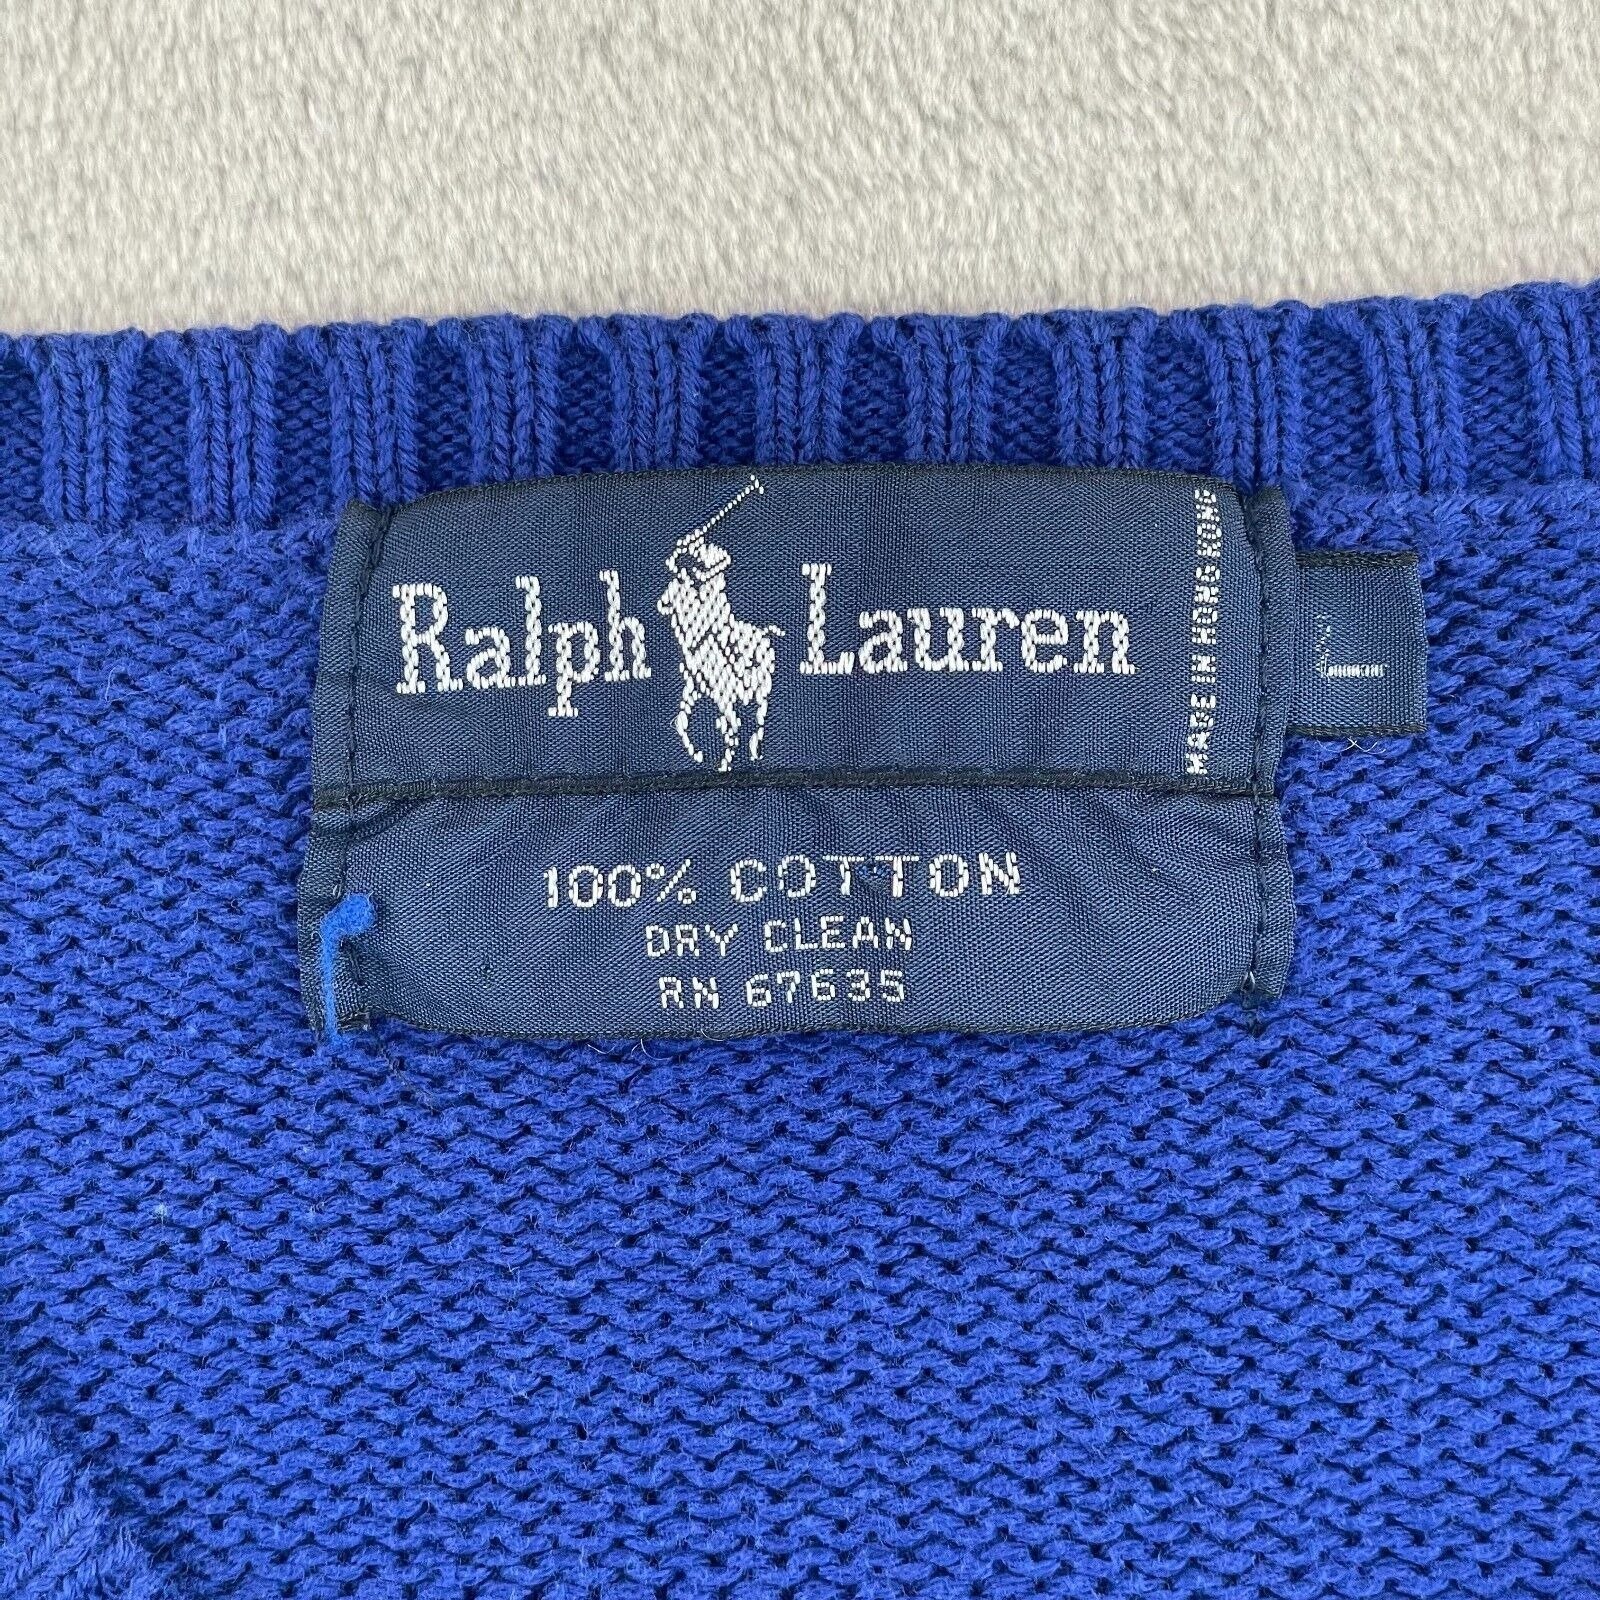 Ralph Lauren
MADE IN HONG KONG
L
100% COTTON
DRY CLEAN
RN 67635